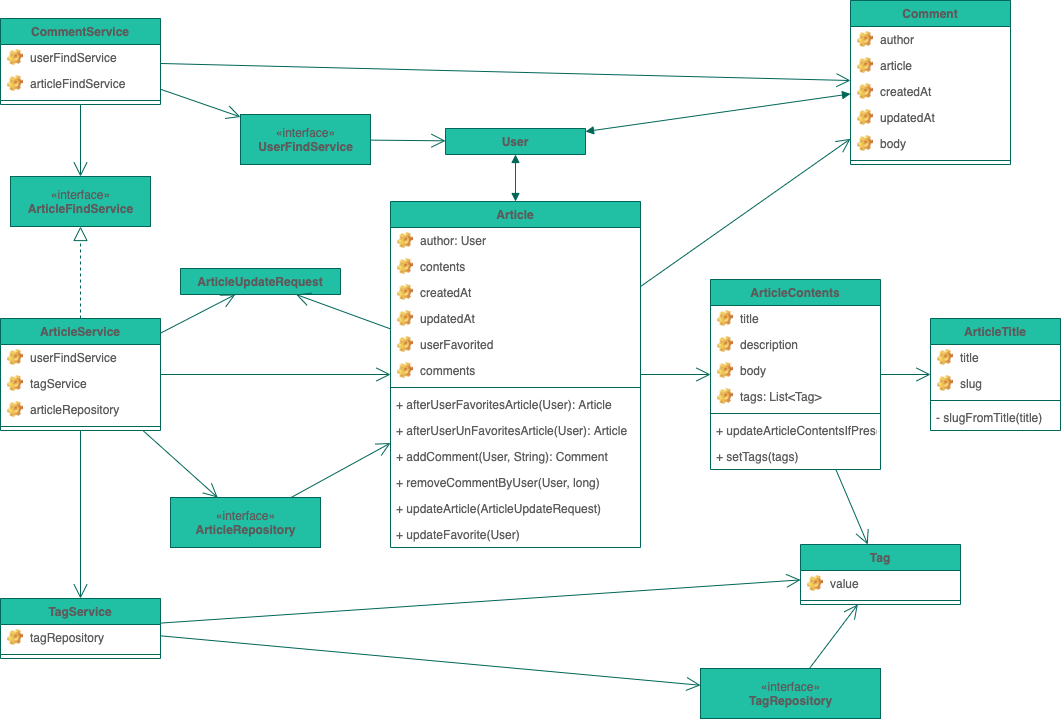 CommentService
userFindService
articleFindService
Comment
author
article
createdAt
updatedAt
body
«interface»
UserFindService
User
«interface»
ArticleFindService
ArticleUpdateRequest
Article
author: User
contents
createdAt
updatedAt
userFavorited
comments
+ afterUserFavoritesArticle(User): Article
+ afterUserUnFavoritesArticle(User): Article
+ addComment(User, String): Comment
+ removeCommentByUser(User, long)
+ updateArticle(ArticleUpdateRequest)
+ updateFavorite(User)
ArticleContents
title
description
body
tags: List<Tag>
+ updateArticleContentsIfPres
+ setTags(tags)
ArticleTitle
title
slug
- slugFromTitle(title)
ArticleService
userFindService
tagService
articleRepository
«interface»
ArticleRepository
Tag
value
TagService
tagRepository
«interface»
TagRepository